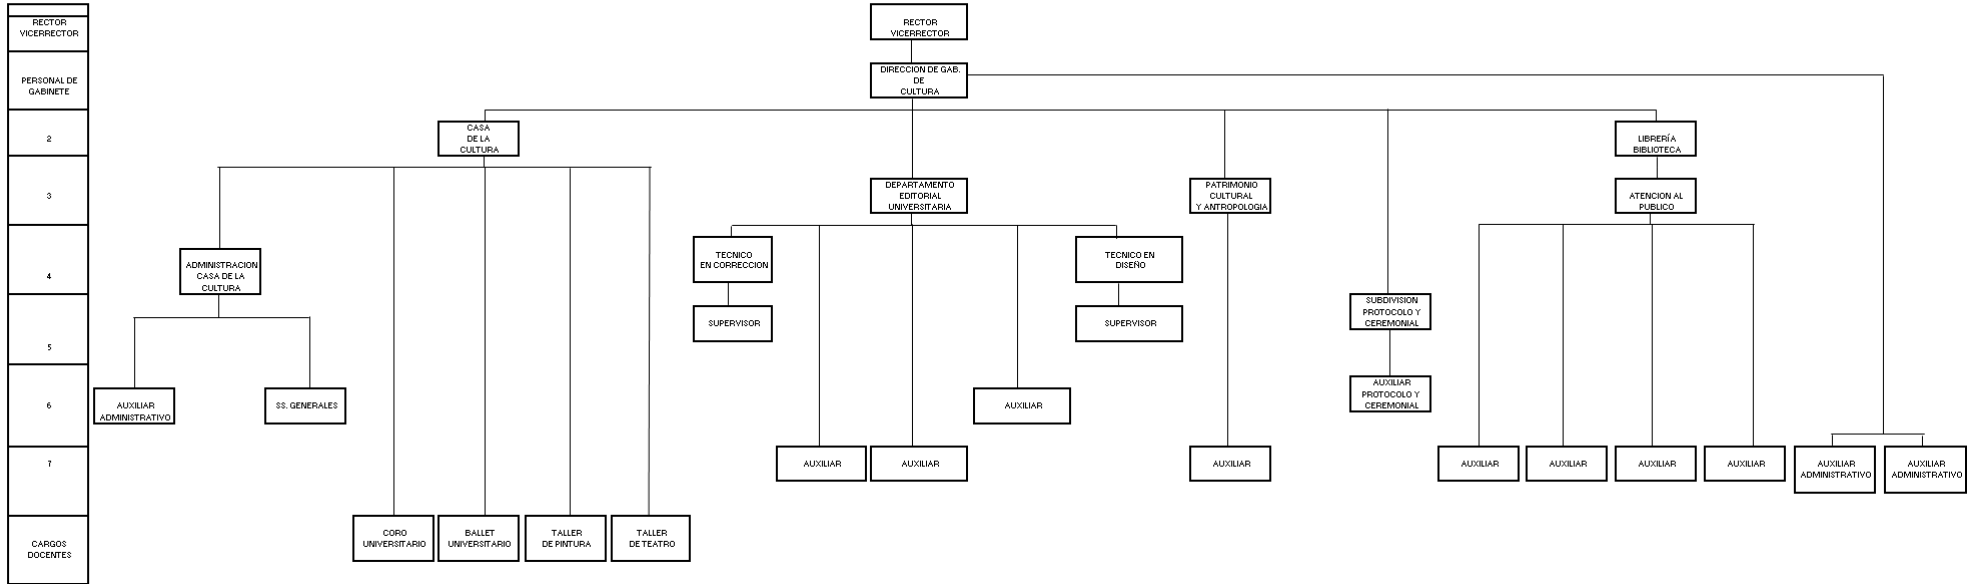 RECTOR
VICERRECTOR
PERSONAL DE
GABINETE
2
3
4
5
6
7
CARGOS
DOCENTES
RECTOR
VICERRECTOR
DIRECCION DE GAB.
DE
CULTURA
CASA
DE LA
CULTURA
LIBRERÍA
BIBLIOTECA
DEPARTAMENTO
EDITORIAL
UNIVERSITARIA
PATRIMONIO
CULTURAL
Y ANTROPOLOGIA
ATENCION AL
PUBLICO
ADMINISTRACION
CASA DE LA
CULTURA
TECNICO
EN CORRECCION
TECNICO EN
DISEÑO
SUPERVISOR
SUPERVISOR
SUBDIVISION
PROTOCOLO Y
CEREMONIAL
AUXILIAR
ADMINISTRATIVO
SS. GENERALES
AUXILIAR
AUXILIAR
PROTOCOLO Y
CEREMONIAL
AUXILIAR
AUXILIAR
AUXILIAR
AUXILIAR
AUXILIAR
AUXILIAR
AUXILIAR
AUXILIAR
ADMINISTRATIVO
AUXILIAR
ADMINISTRATIVO
CORO
UNIVERSITARIO
BALLET
UNIVERSITARIO
TALLER
DE PINTURA
TALLER
DE TEATRO